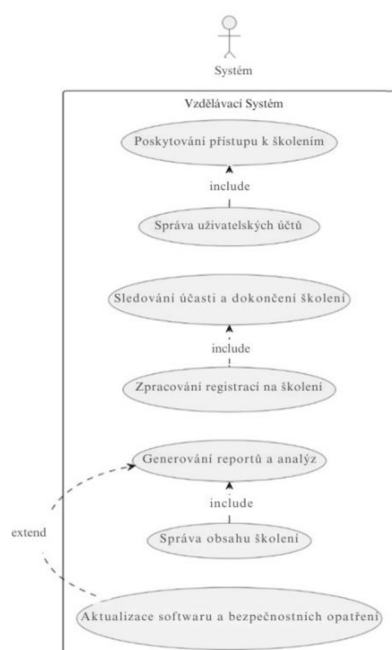 Systém
Vzdělávací Systém
Poskytování přístupu k školením
include
Správa uživatelských účtů
Sledování účasti a dokončení školení
include
Zpracování registrací na školení
Generování reportů a analýz
include
extend
Správa obsahu školení
Aktualizace softwaru a bezpečnostních opatření